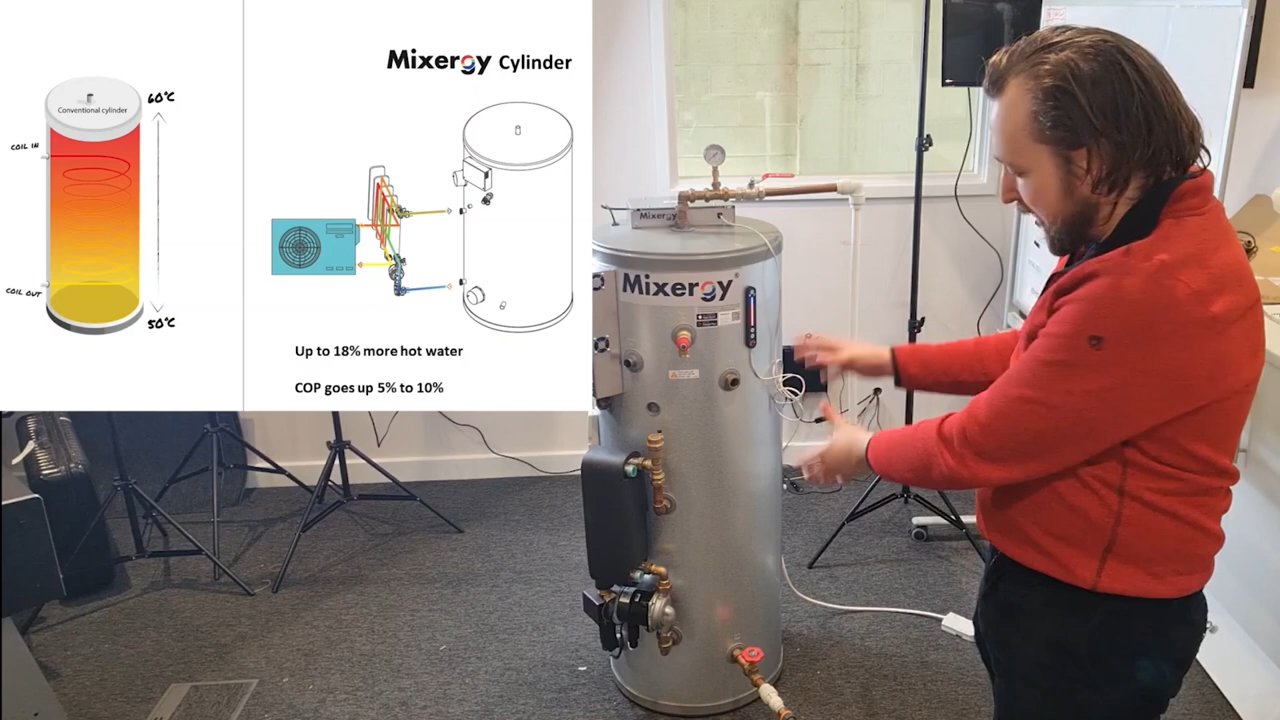 Mixergy Cylinder
Conventional cylinder
60°C
COIL IN
COIL OUT
50°C
Up to 18% more hot water
COP goes up 5% to 10%
Mixergy
Mixergy